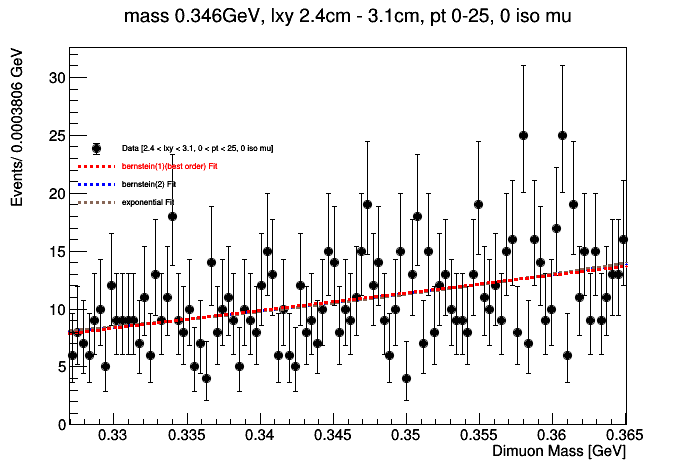 mass 0.346GeV, lxy 2.4cm - 3.1cm, pt 0-25, 0 iso mu
Events/ 0.0003806 GeV
30
25
20
15
10
5
0
Data [2.4 < lxy < 3.1, 0 < pt < 25, 0 iso mu]
bernstein(1)(best order) Fit
bernstein(2) Fit
exponential Fit
0.33 0.335 0.34 0.345 0.35 0.355 0.36 0.365
Dimuon Mass [GeV]